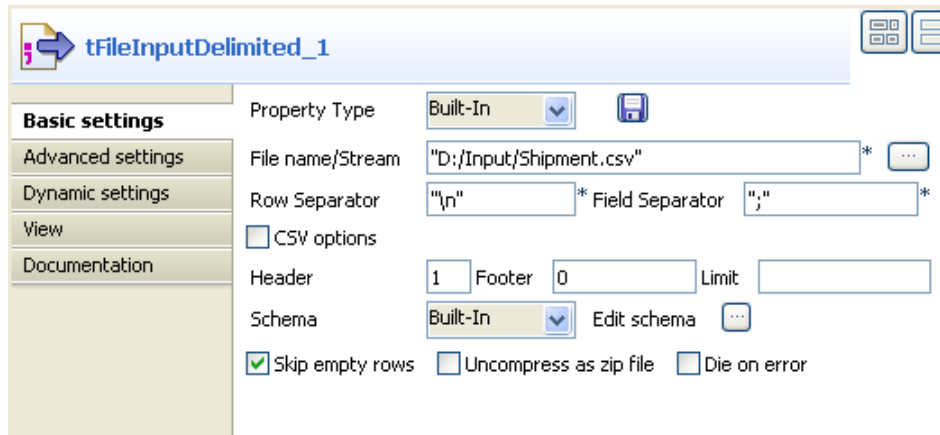 tFileInputDelimited_1
Basic settings
Advanced settings
Dynamic settings
View
Documentation
Property Type Built-In
File name/Stream "D:/Input/Shipment.csv" * ...
Row Separator "\n" * Field Separator ";" *
CSV options
Header 1 Footer 0 Limit
Schema Built-In Edit schema ...
Skip empty rows Uncompress as zip file Die on error